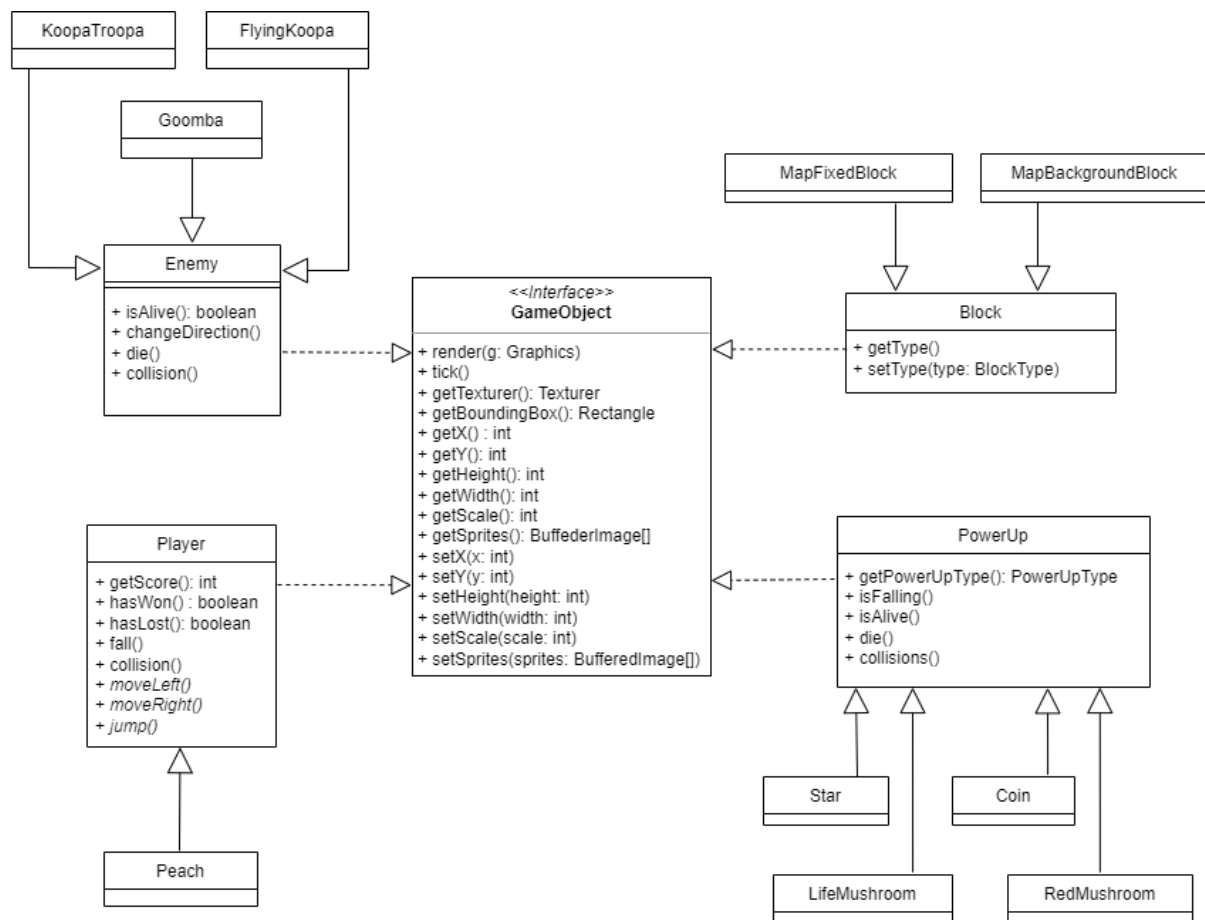 KoopaTroopa
FlyingKoopa
Goomba
Enemy
+ isAlive(): boolean
+ changeDirection()
+ die()
+ collision()
<<Interface>>
GameObject
+ render(g: Graphics)
+ tick()
+ getTexturer(): Texturer
+ getBoundingBox(): Rectangle
+ getX() : int
+ getY(): int
+ getHeight(): int
+ getWidth(): int
+ getScale(): int
+ getSprites(): BuffederImage[]
+ setX(x: int)
+ setY(y: int)
+ setHeight(height: int)
+ setWidth(width: int)
+ setScale(scale: int)
+ setSprites(sprites: BufferedImage[])
MapFixedBlock
MapBackgroundBlock
Block
+ getType()
+ setType(type: BlockType)
Player
+ getScore(): int
+ hasWon() : boolean
+ hasLost(): boolean
+ fall()
+ collision()
+ moveLeft()
+ moveRight()
+ jump()
Peach
PowerUp
+ getPowerUpType(): PowerUpType
+ isFalling()
+ isAlive()
+ die()
+ collisions()
Star
Coin
LifeMushroom
RedMushroom